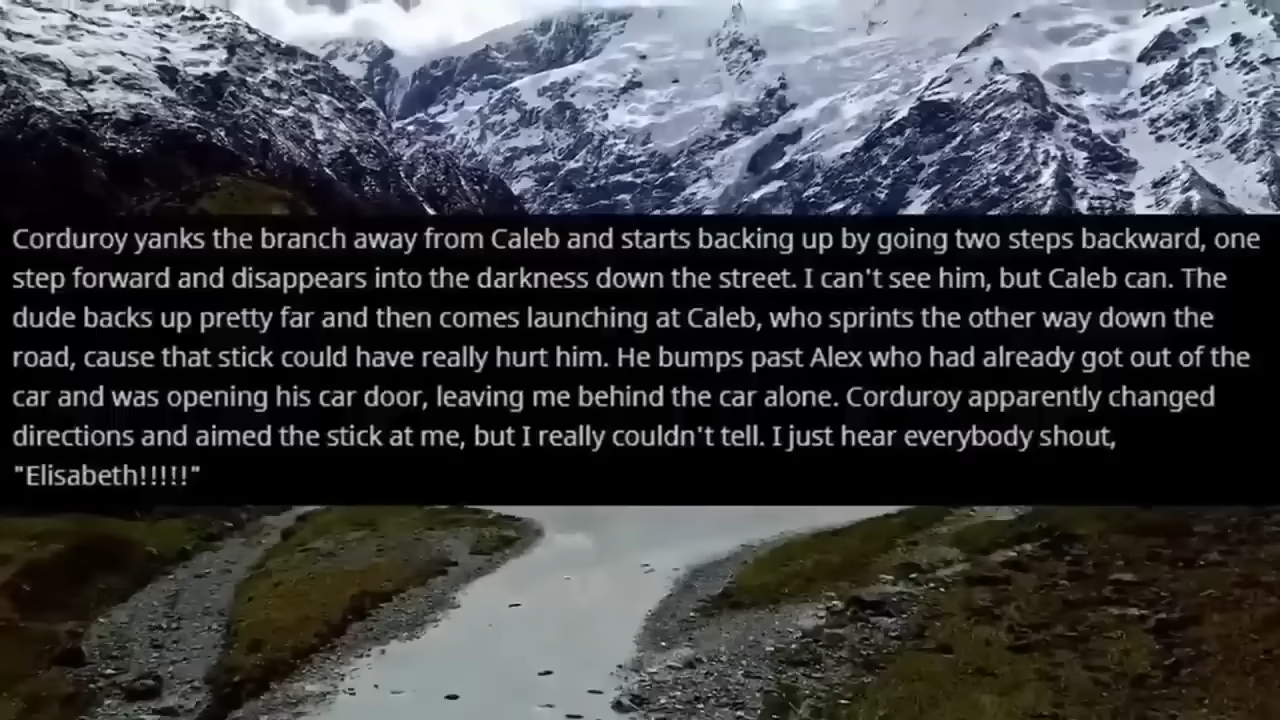 Corduroy yanks the branch away from Caleb and starts backing up by going two steps backward, one
step forward and disappears into the darkness down the street. I can't see him, but Caleb can. The
dude backs up pretty far and then comes launching at Caleb, who sprints the other way down the
road, cause that stick could have really hurt him. He bumps past Alex who had already got out of the
car and was opening his car door, leaving me behind the car alone. Corduroy apparently changed
directions and aimed the stick at me, but I really couldn't tell. I just hear everybody shout,
"Elisabeth!!!!!"